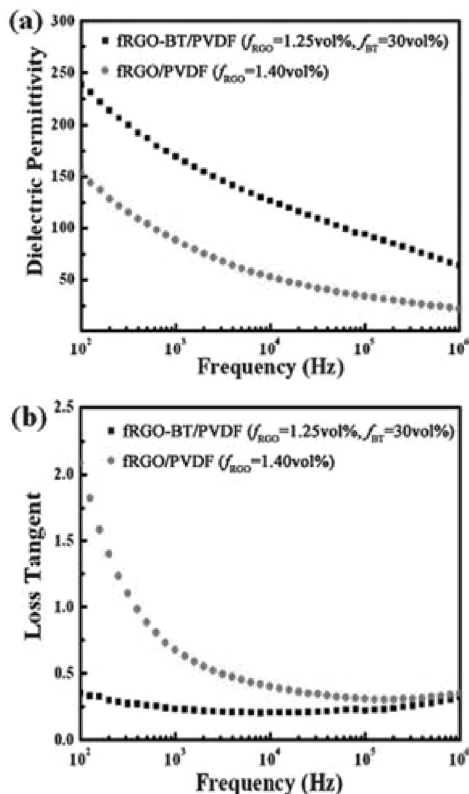 (a)
fRGO-BT/PVDF (fRGO=1.25vol%, fBT=30vol%)
fRGO/PVDF (fRGO=1.40vol%)
Dielectric Permittivity
300
250
200
150
100
50
10²
10³
10⁴
10⁵
10⁶
Frequency (Hz)
(b)
fRGO-BT/PVDF (fRGO=1.25vol%, fBT=30vol%)
fRGO/PVDF (fRGO=1.40vol%)
Loss Tangent
2.5
2.0
1.5
1.0
0.5
0.0
10²
10³
10⁴
10⁵
10⁶
Frequency (Hz)